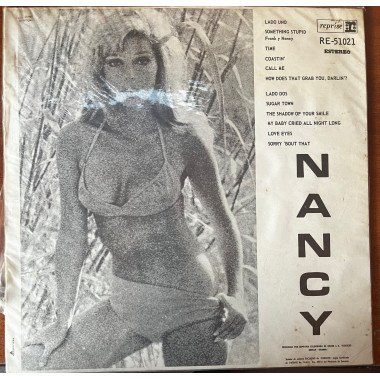 reprise
RE-51021
ESTEREO
LADO UNO
SOMETHING STUPID
Frank y Nancy
TIME
COASTIN'
CALL ME
HOW DOES THAT GRAB YOU, DARLIN'?
LADO DOS
SUGAR TOWN
THE SHADOW OF YOUR SMILE
MY BABY CRIED ALL NIGHT LONG
LOVE EYES
SORRY 'BOUT THAT
NANCY